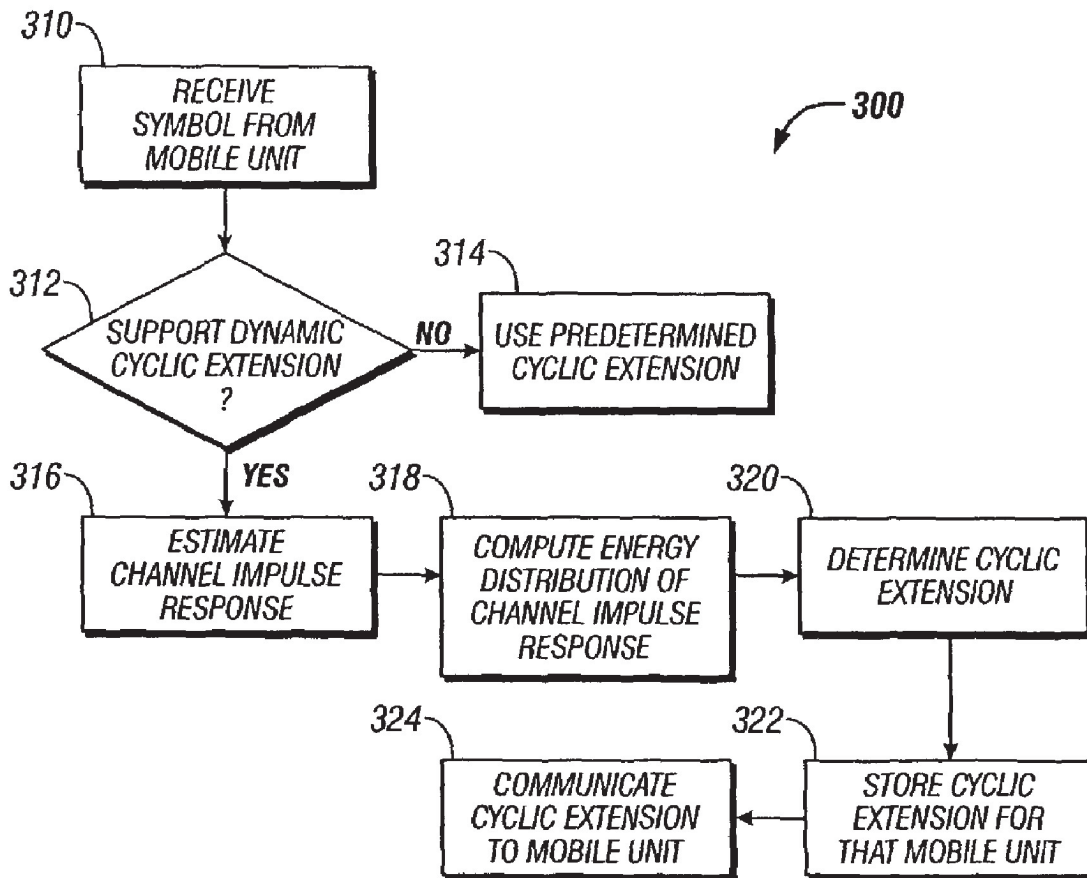 310
RECEIVE
SYMBOL FROM
MOBILE UNIT
300
312
SUPPORT DYNAMIC
CYCLIC EXTENSION
?
NO
314
USE PREDETERMINED
CYCLIC EXTENSION
YES
316
ESTIMATE
CHANNEL IMPULSE
RESPONSE
318
COMPUTE ENERGY
DISTRIBUTION OF
CHANNEL IMPULSE
RESPONSE
320
DETERMINE CYCLIC
EXTENSION
322
STORE CYCLIC
EXTENSION FOR
THAT MOBILE UNIT
324
COMMUNICATE
CYCLIC EXTENSION
TO MOBILE UNIT